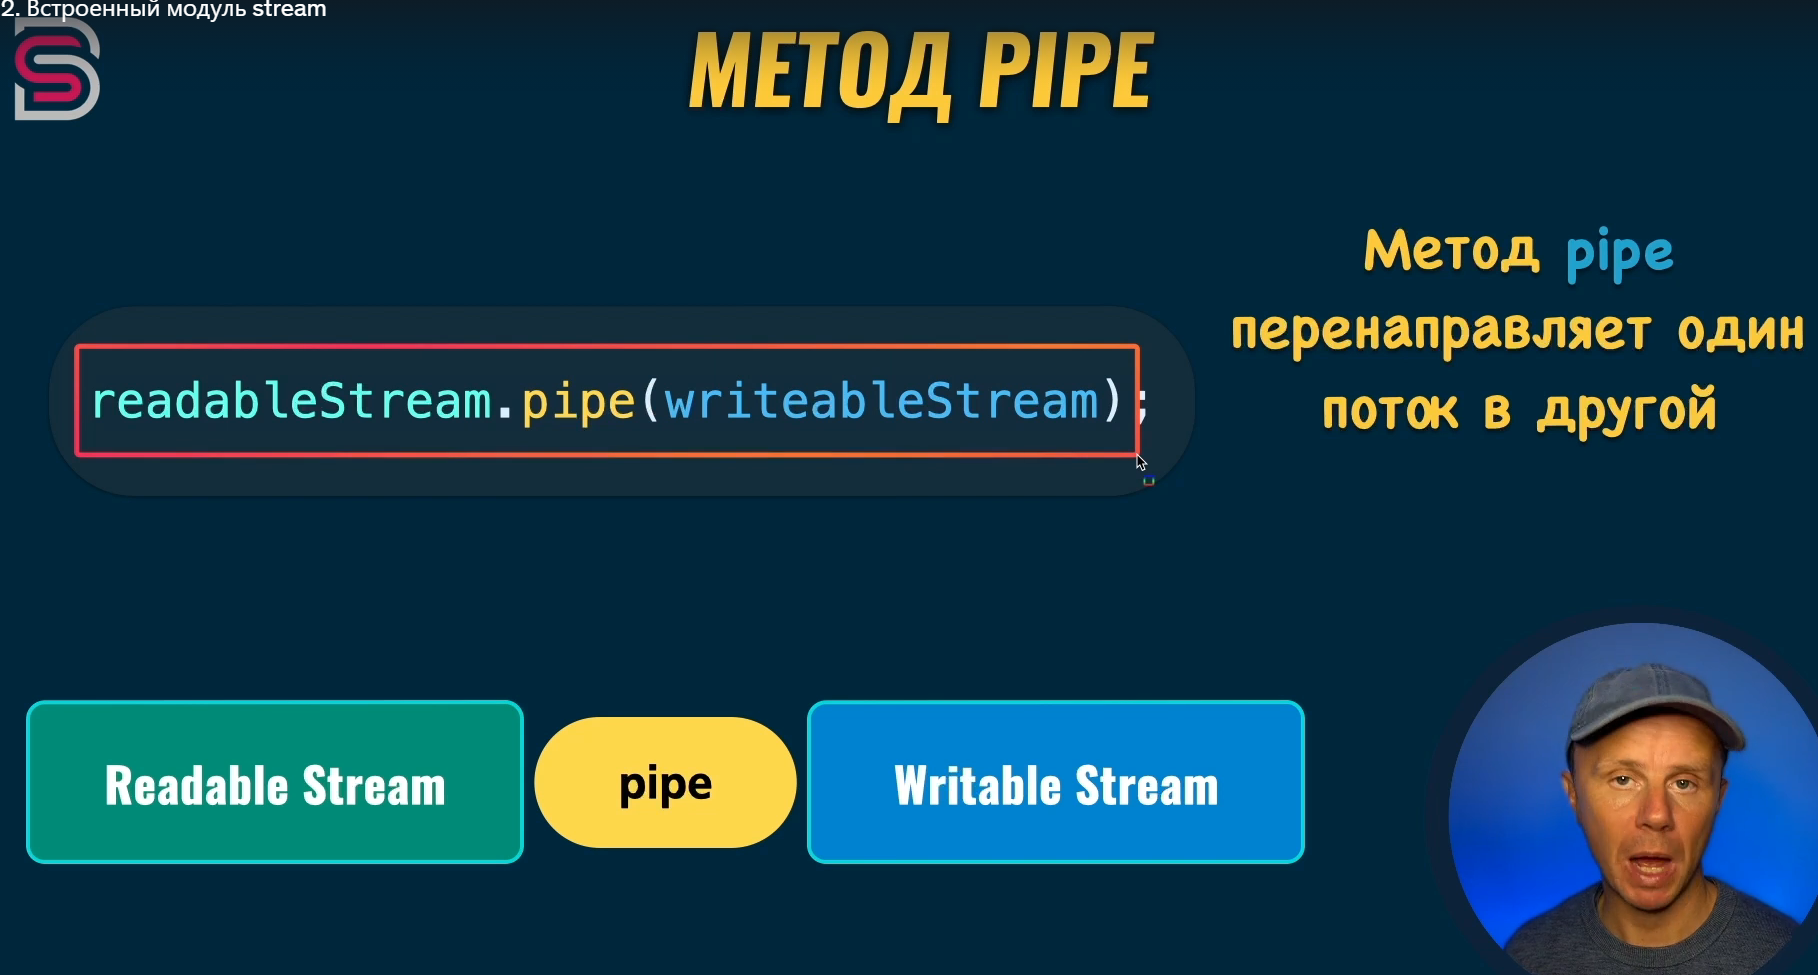 2. Встроенный модуль stream
МЕТОД PIPE
Метод pipe
перенаправляет один
поток в другой
readableStream.pipe(writeableStream);
Readable Stream
pipe
Writable Stream